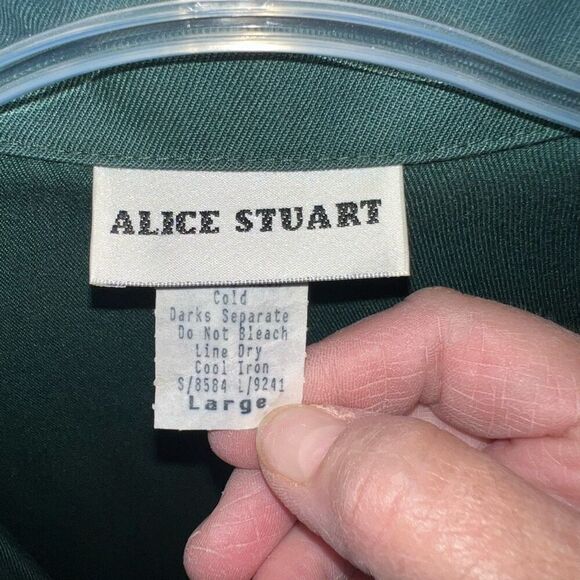 ALICE STUART
Cold
Darks Separate
Do Not Bleach
Line Dry
Cool Iron
S/8584 L/9241
Large